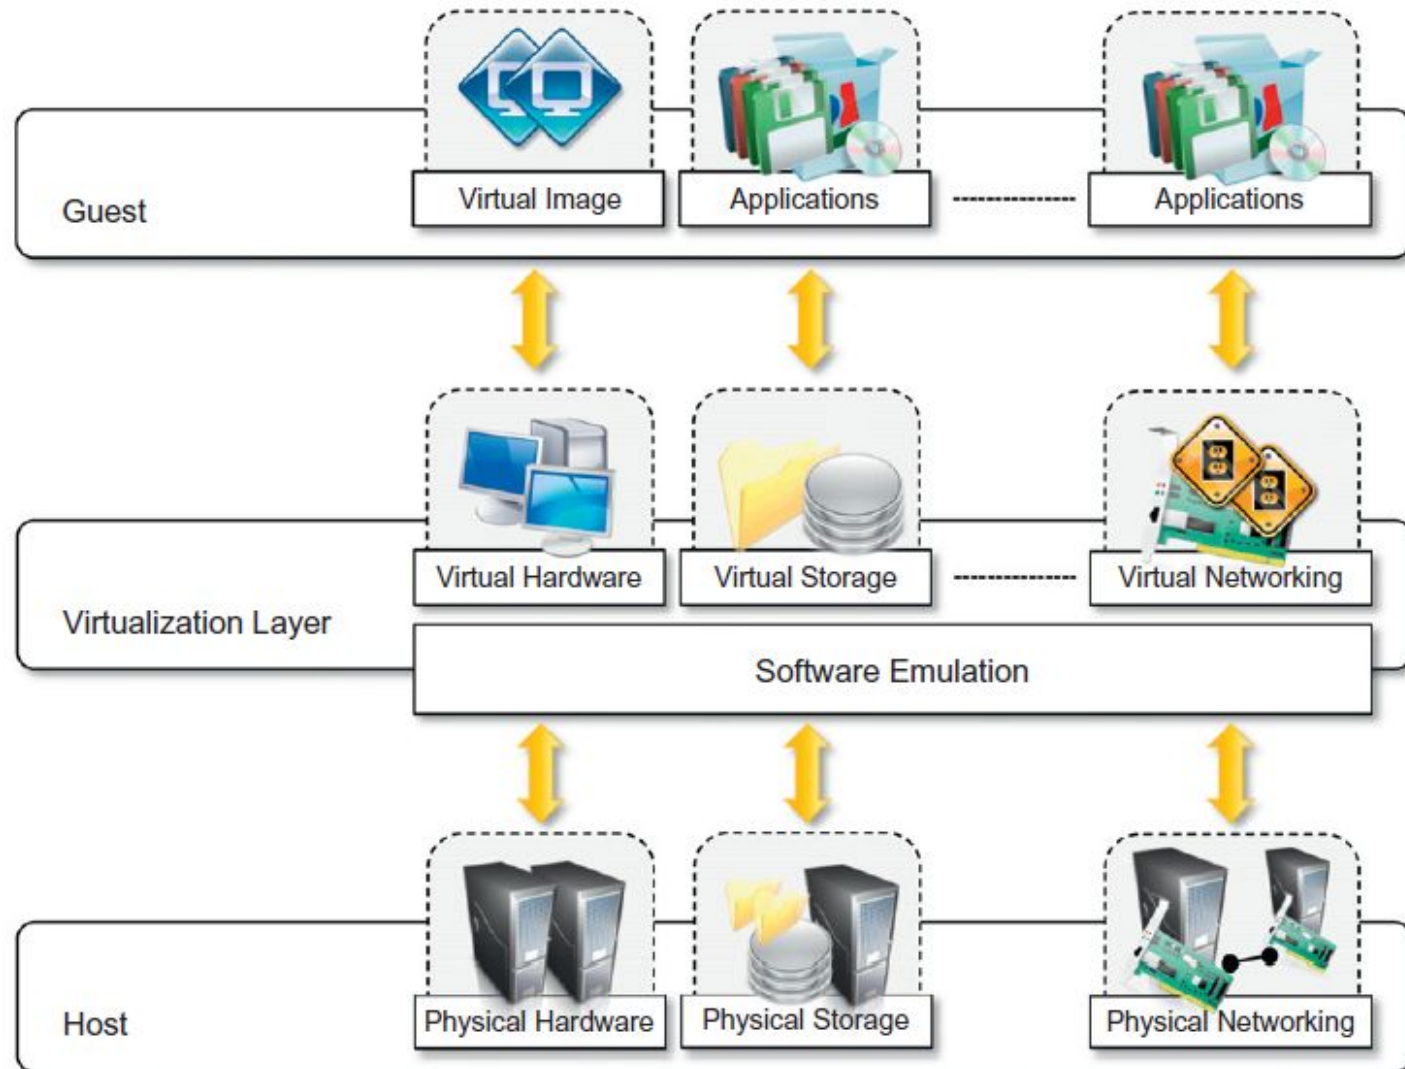 Virtual Image
Applications
Applications
Guest
Virtual Hardware
Virtual Storage
Virtual Networking
Virtualization Layer
Software Emulation
Physical Hardware
Physical Storage
Physical Networking
Host